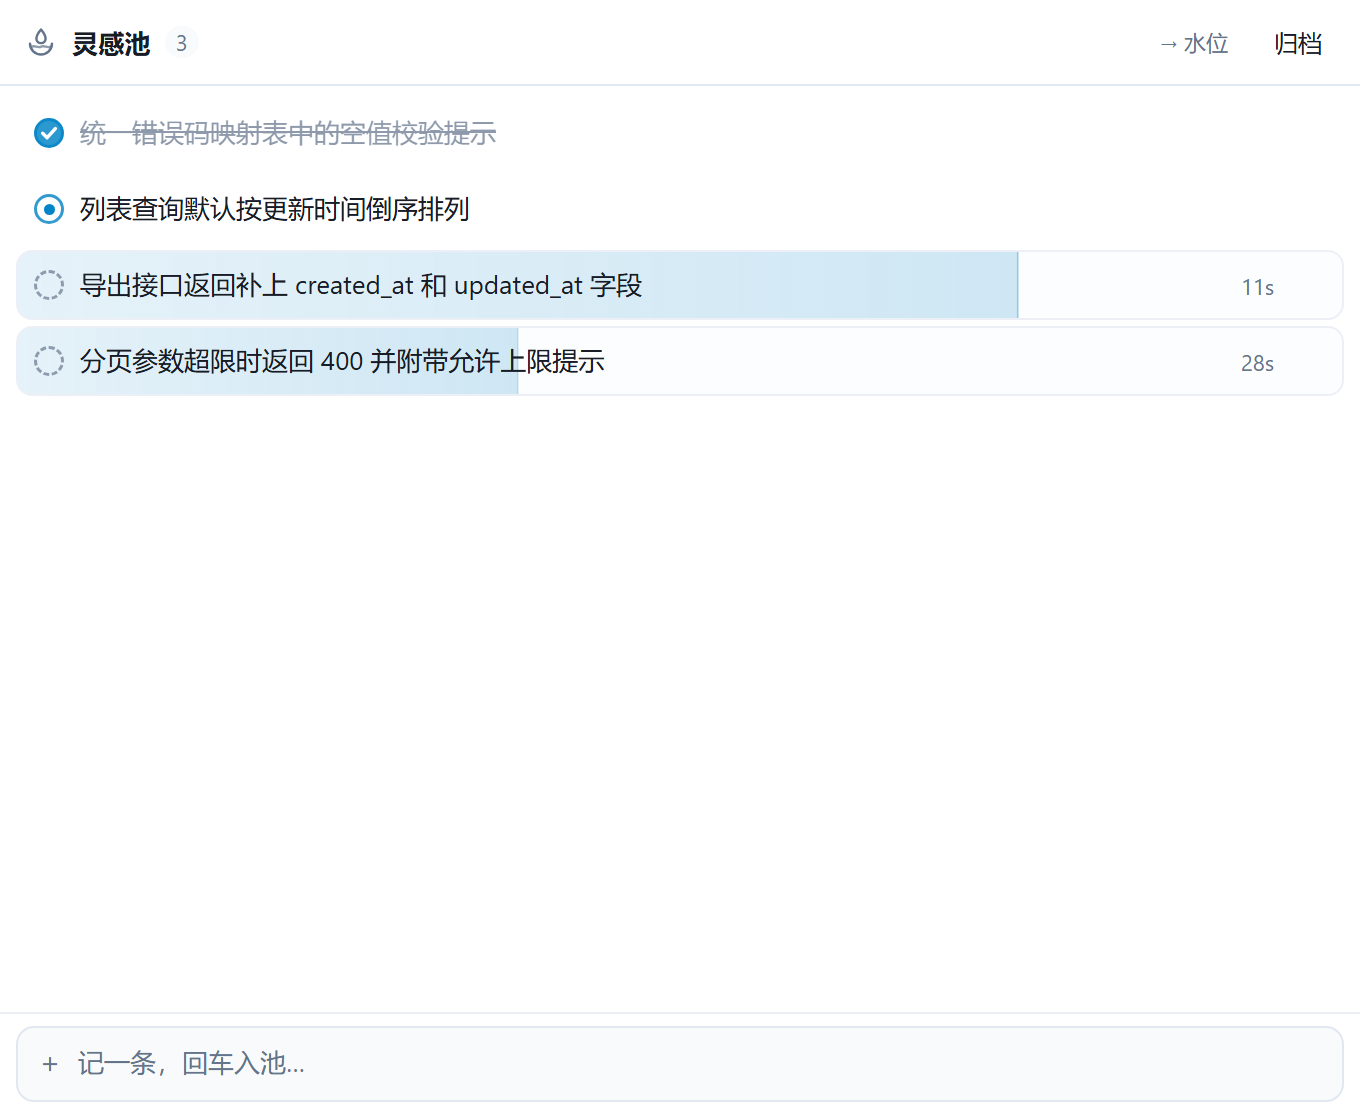 灵感池 3 → 水位 归档
统一错误码映射表中的空值校验提示
列表查询默认按更新时间倒序排列
导出接口返回补上 created_at 和 updated_at 字段 11s
分页参数超限时返回 400 并附带允许上限提示 28s
+ 记一条，回车入池...